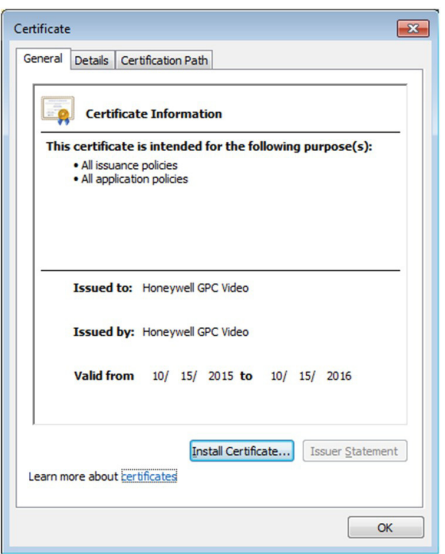 Certificate
General Details Certification Path
Certificate Information
This certificate is intended for the following purpose(s):
• All issuance policies
• All application policies
Issued to: Honeywell GPC Video
Issued by: Honeywell GPC Video
Valid from 10/ 15/ 2015 to 10/ 15/ 2016
Install Certificate... Issuer Statement
Learn more about certificates
OK